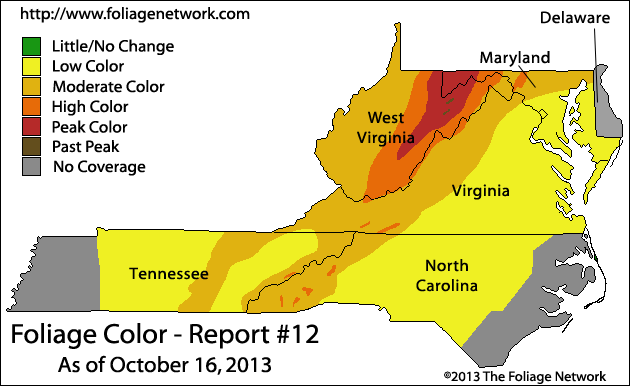 http://www.foliagenetwork.com
Delaware
Little/No Change
Low Color
Moderate Color
High Color
Peak Color
Past Peak
No Coverage
Maryland
West
Virginia
Virginia
Tennessee
North
Carolina
Foliage Color - Report #12
As of October 16, 2013
©2013 The Foliage Network